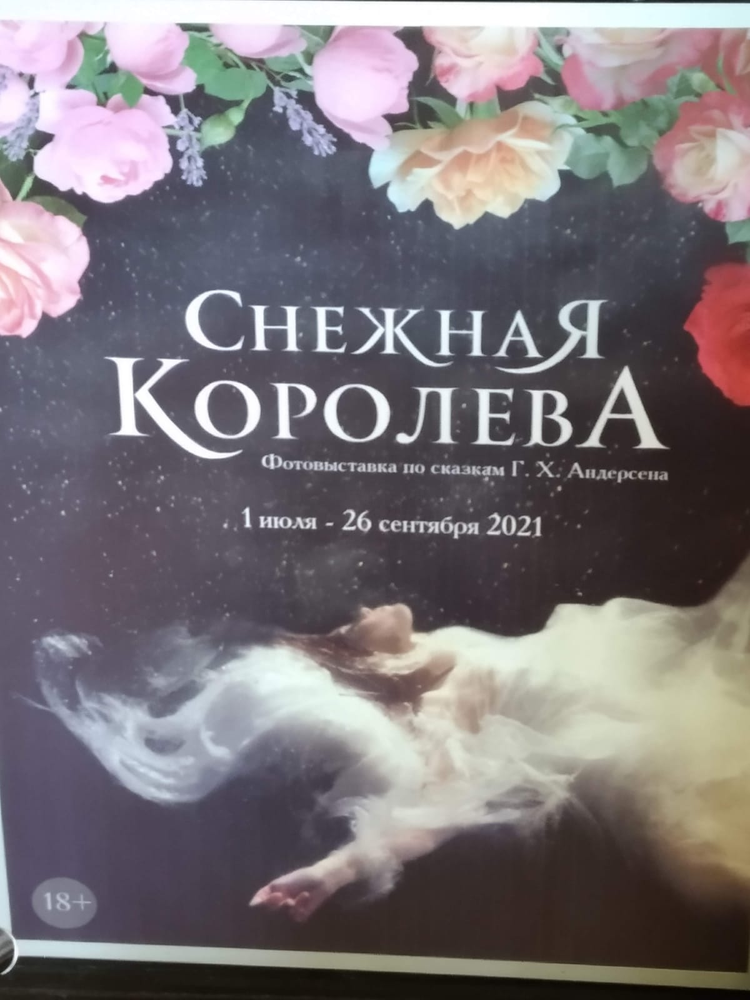 Снежная
Королева
Фотовыставка по сказкам Г. Х. Андерсена
1 июля - 26 сентября 2021
18+